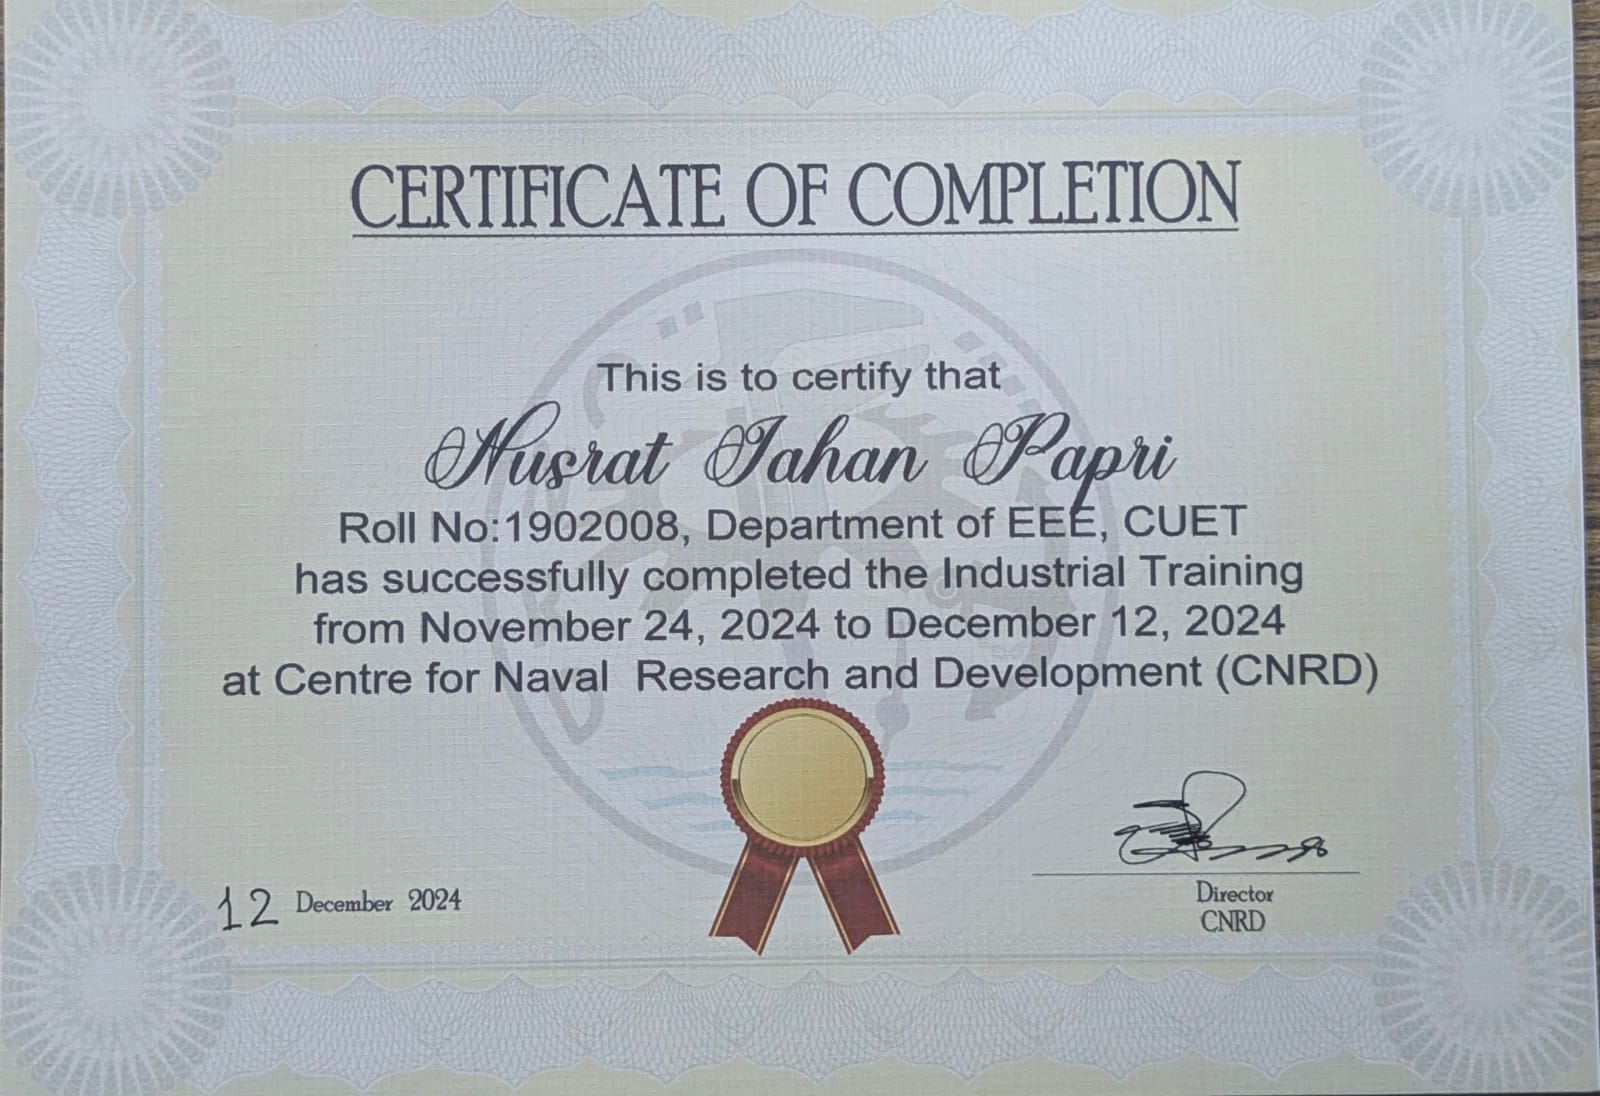 CERTIFICATE OF COMPLETION
This is to certify that
Nusrat Jahan Papri
Roll No:1902008, Department of EEE, CUET
has successfully completed the Industrial Training
from November 24, 2024 to December 12, 2024
at Centre for Naval Research and Development (CNRD)
12 December 2024
Director
CNRD